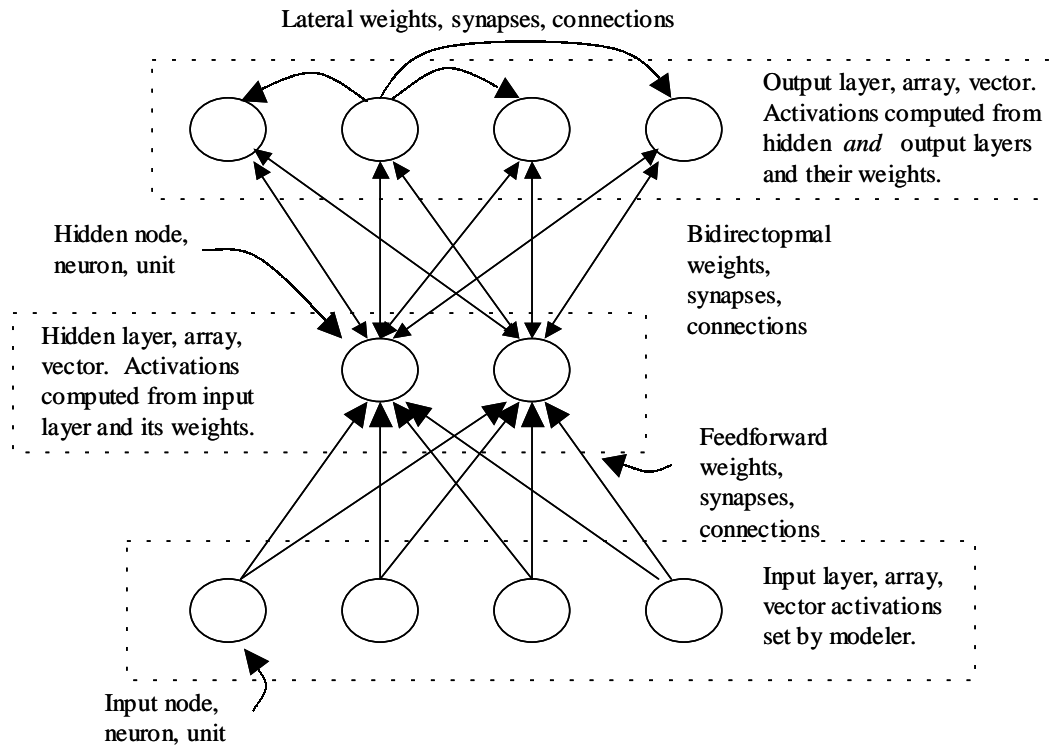 Lateral weights, synapses, connections
Output layer, array, vector.
Activations computed from
hidden and output layers
and their weights.
Hidden node,
neuron, unit
Bidirectopmal
weights,
synapses,
connections
Hidden layer, array,
vector. Activations
computed from input
layer and its weights.
Feedforward
weights,
synapses,
connections
Input layer, array,
vector activations
set by modeler.
Input node,
neuron, unit